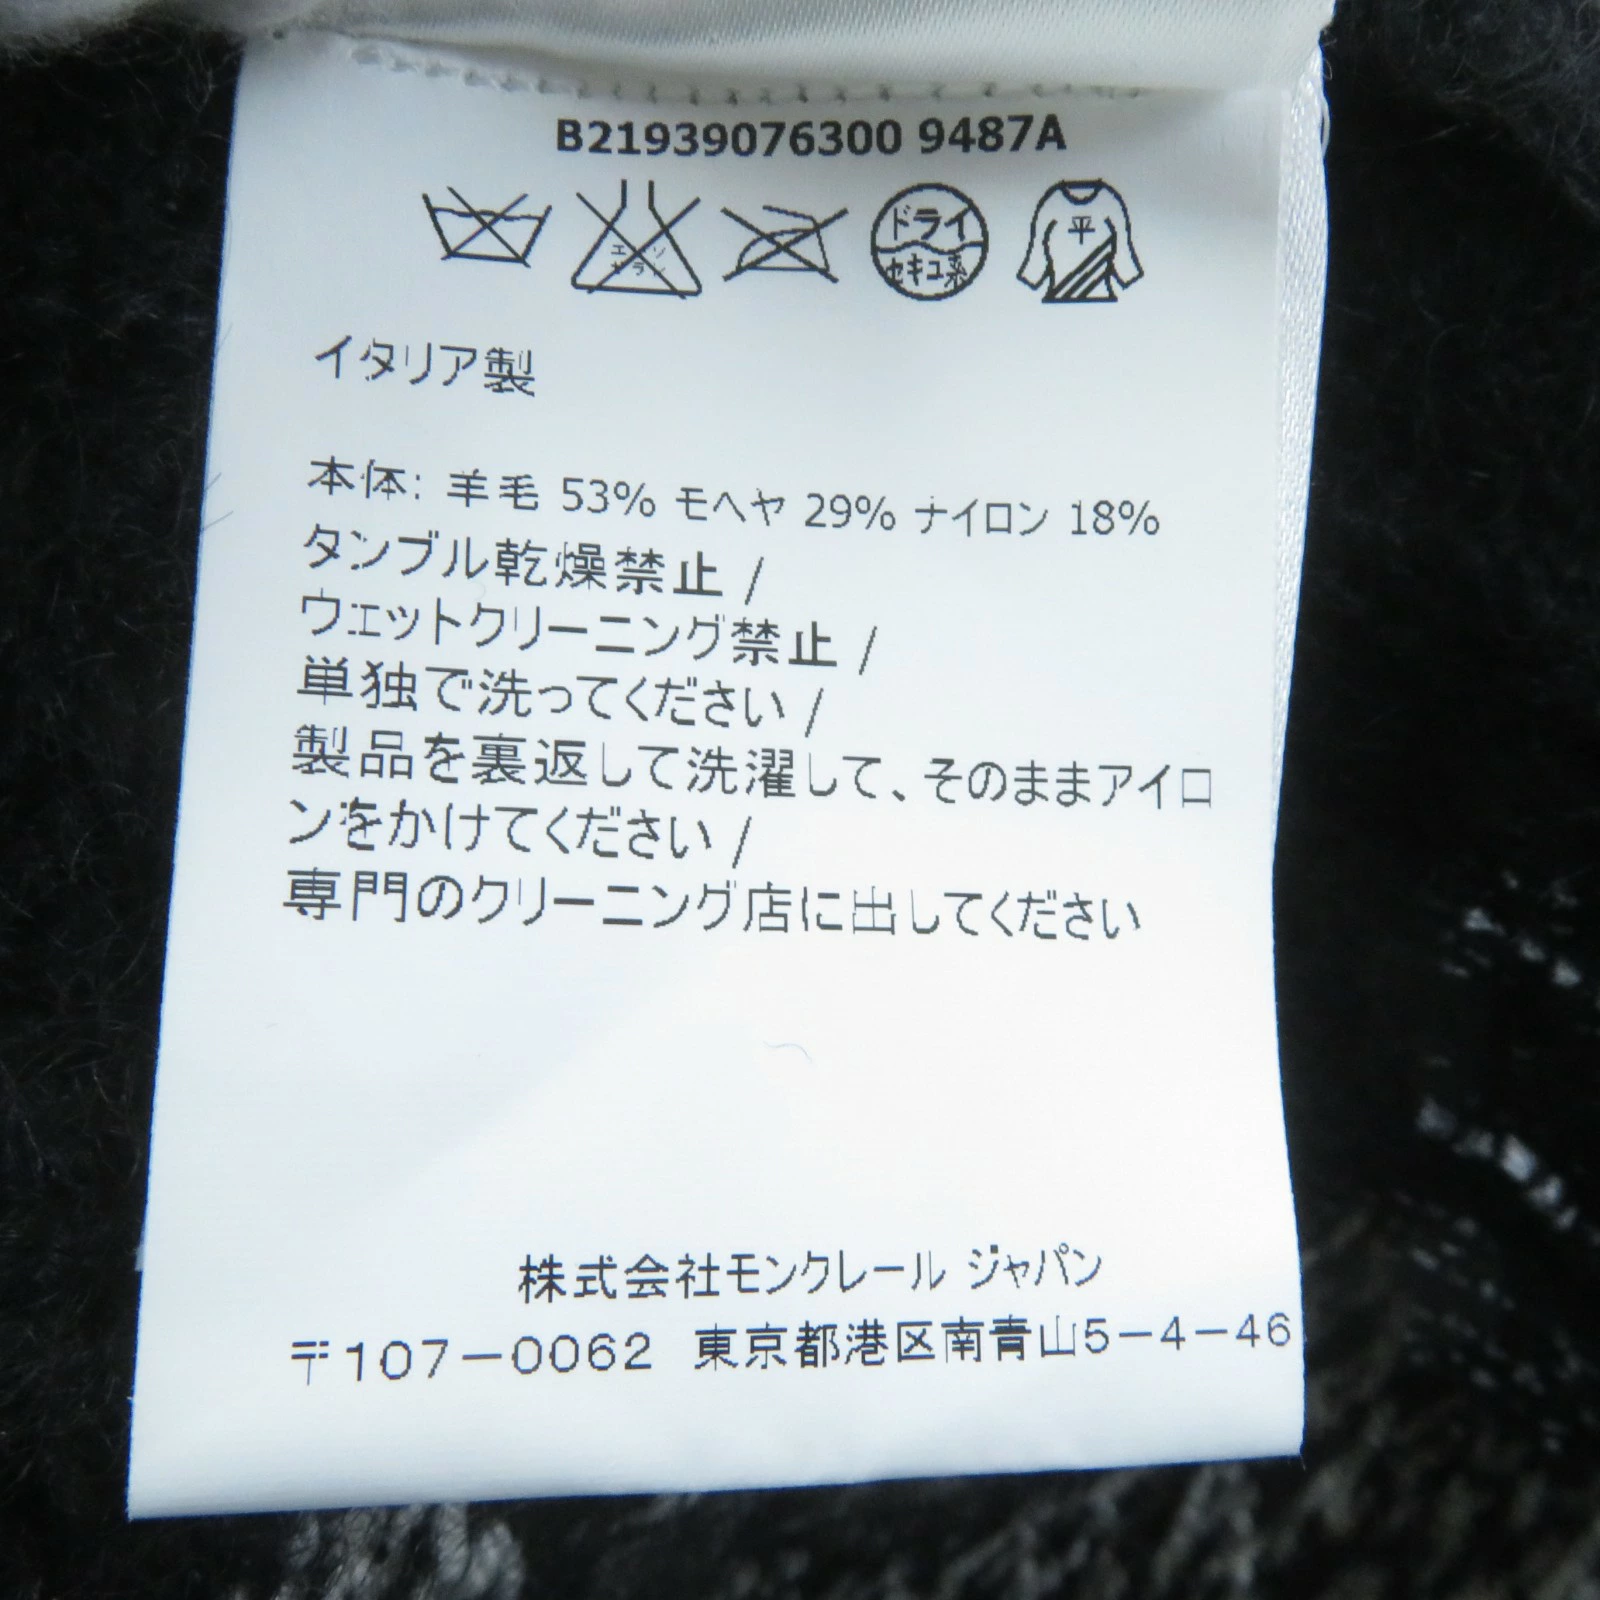 B21939076300 9487A
エンソ
サラシ
ドライ
セキユ系
平
イタリア製
本体: 羊毛 53% モヘヤ 29% ナイロン 18%
タンブル乾燥禁止 /
ウェットクリーニング禁止 /
単独で洗ってください /
製品を裏返して洗濯して、そのままアイロ
ンをかけてください /
専門のクリーニング店に出してください
株式会社モンクレール ジャパン
〒107-0062 東京都港区南青山5-4-46